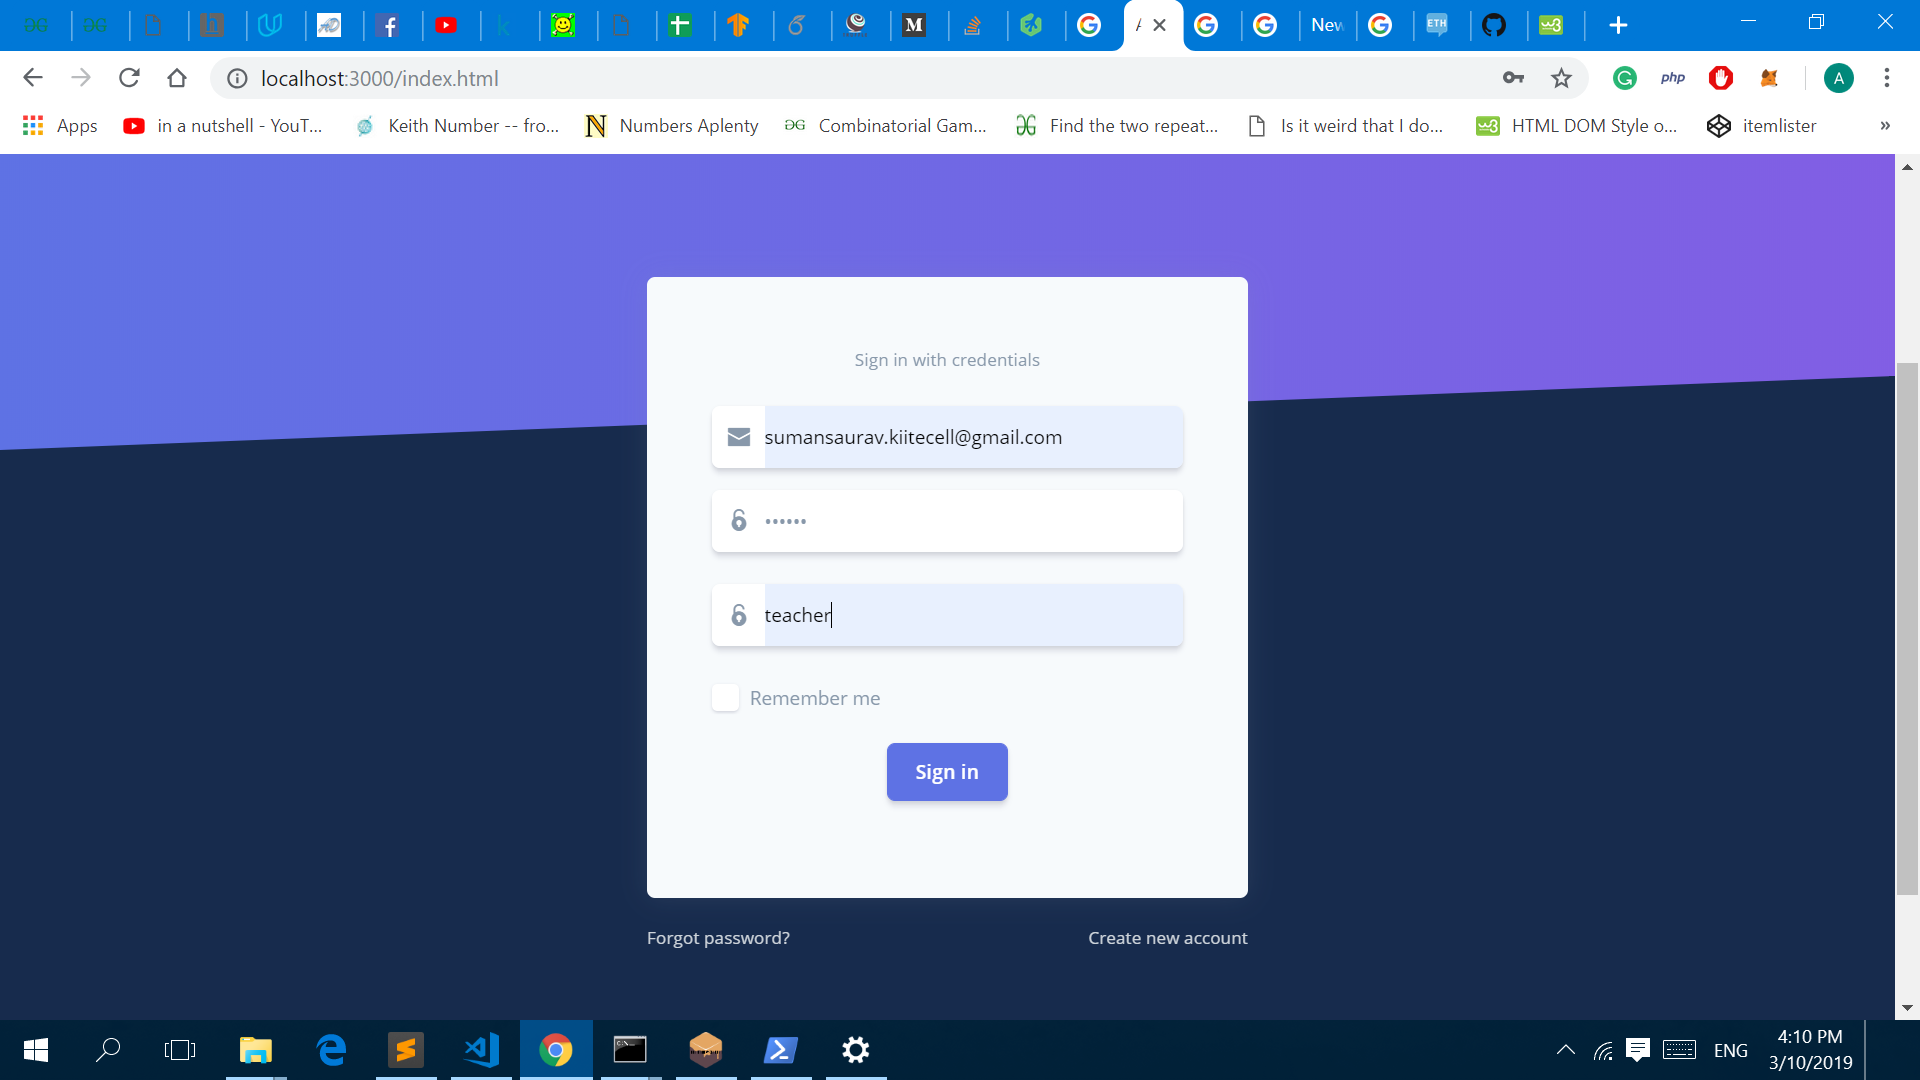 New
ETH
localhost:3000/index.html
php
A
Apps
in a nutshell - YouT...
Keith Number -- fro...
Numbers Aplenty
Combinatorial Gam...
Find the two repeat...
Is it weird that I do...
HTML DOM Style o...
itemlister
»
Sign in with credentials
sumansaurav.kiitecell@gmail.com
••••••
teacher
Remember me
Sign in
Forgot password?
Create new account
ENG
4:10 PM
3/10/2019